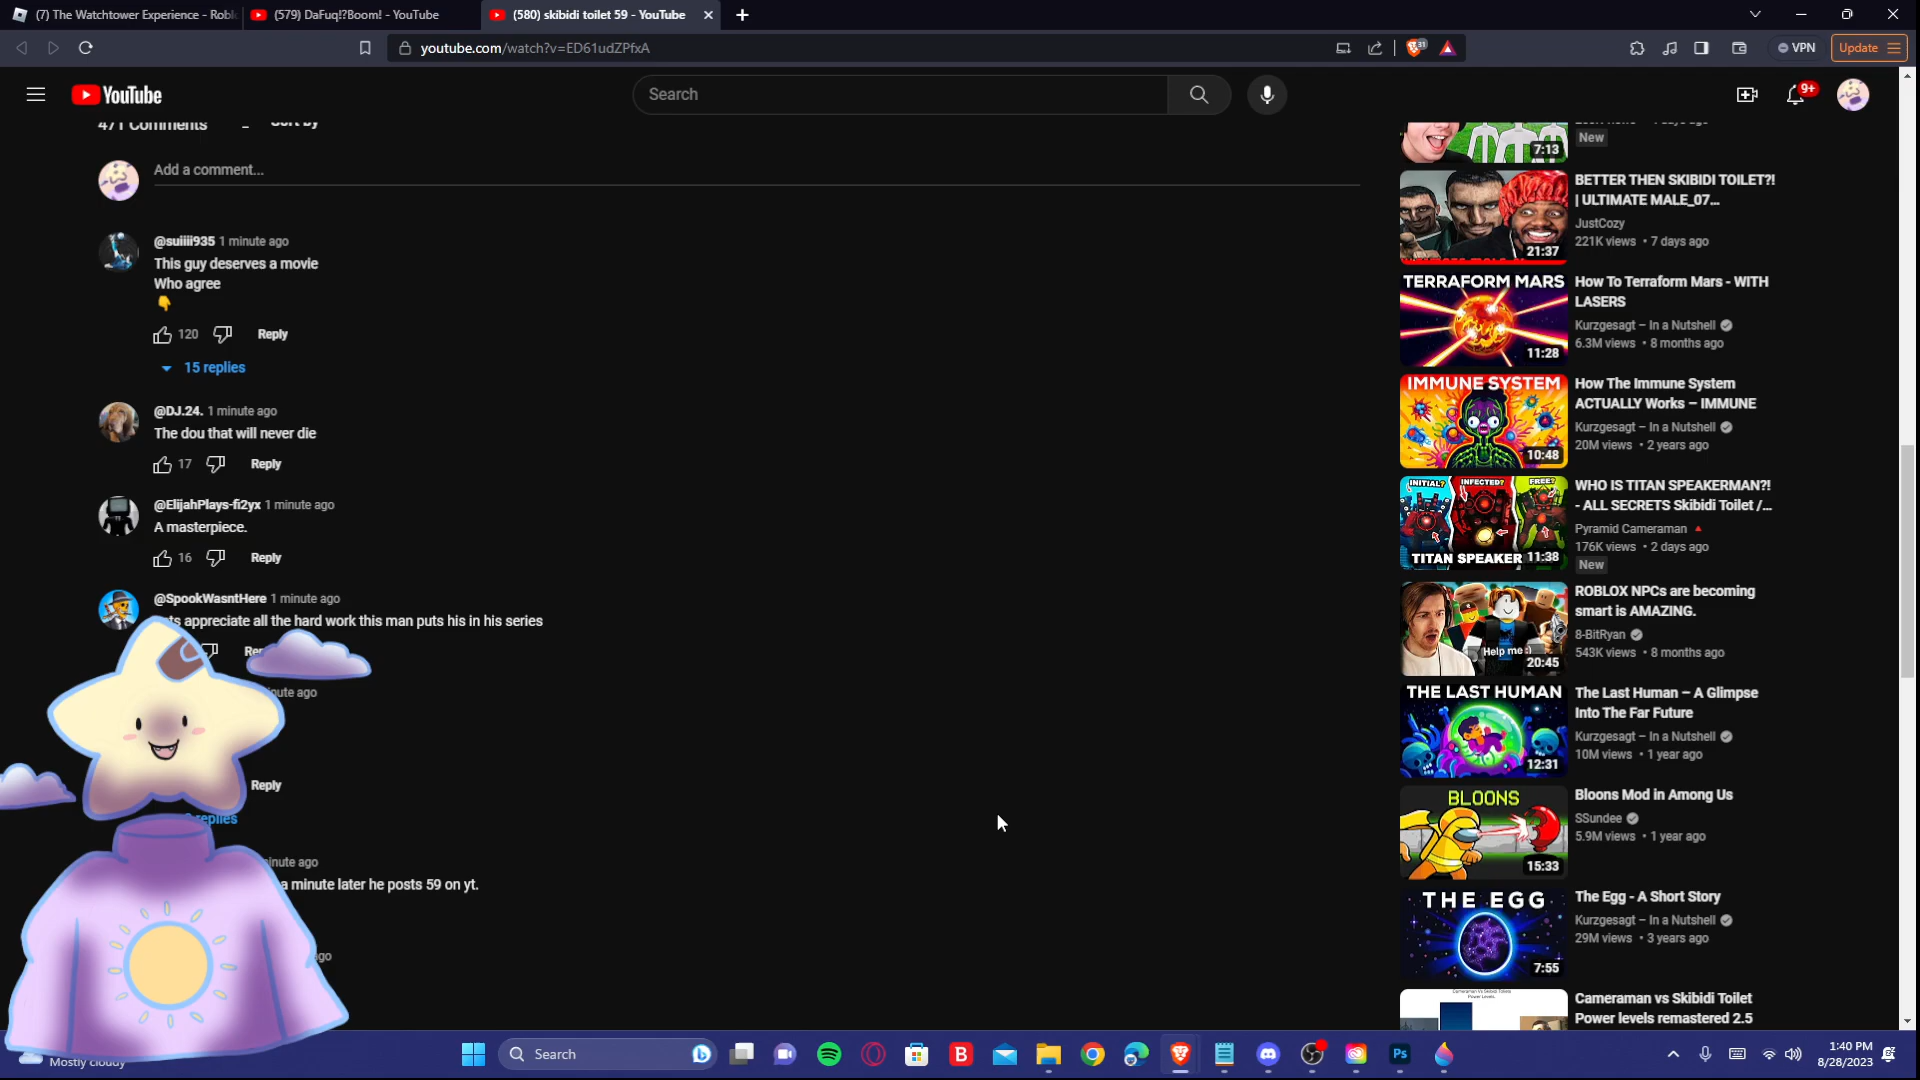 (7) The Watchtower Experience - Robl
(579) DaFuq!?Boom! - YouTube
(580) skibidi toilet 59 - YouTube
youtube.com/watch?v=ED61udZPfxA
31
VPN
Update
YouTube
Search
9+
471 Comments
Sort by
Add a comment...
@suiiii935 1 minute ago
This guy deserves a movie
Who agree
120
Reply
15 replies
@DJ.24. 1 minute ago
The dou that will never die
17
Reply
@ElijahPlays-fi2yx 1 minute ago
A masterpiece.
16
Reply
@SpookWasntHere 1 minute ago
ts appreciate all the hard work this man puts his in his series
Rep
inute ago
Reply
replies
inute ago
a minute later he posts 59 on yt.
go
7:13
New
21:37
BETTER THEN SKIBIDI TOILET?!
| ULTIMATE MALE_07...
JustCozy
221K views • 7 days ago
TERRAFORM MARS
11:28
How To Terraform Mars - WITH
LASERS
Kurzgesagt – In a Nutshell
6.3M views • 8 months ago
IMMUNE SYSTEM
10:48
How The Immune System
ACTUALLY Works – IMMUNE
Kurzgesagt – In a Nutshell
20M views • 2 years ago
INITIAL?
INFECTED?
FREE?
TITAN SPEAKER
11:38
WHO IS TITAN SPEAKERMAN?!
- ALL SECRETS Skibidi Toilet /...
Pyramid Cameraman
176K views • 2 days ago
New
Help me :)
20:45
ROBLOX NPCs are becoming
smart is AMAZING.
8-BitRyan
543K views • 8 months ago
THE LAST HUMAN
12:31
The Last Human – A Glimpse
Into The Far Future
Kurzgesagt – In a Nutshell
10M views • 1 year ago
BLOONS
15:33
Bloons Mod in Among Us
SSundee
5.9M views • 1 year ago
THE EGG
7:55
The Egg - A Short Story
Kurzgesagt – In a Nutshell
29M views • 3 years ago
Cameraman Vs Skibidi Toilets
Power Levels
Cameraman vs Skibidi Toilet
Power levels remastered 2.5
Mostly cloudy
Search
B
Ps
1:40 PM
8/28/2023